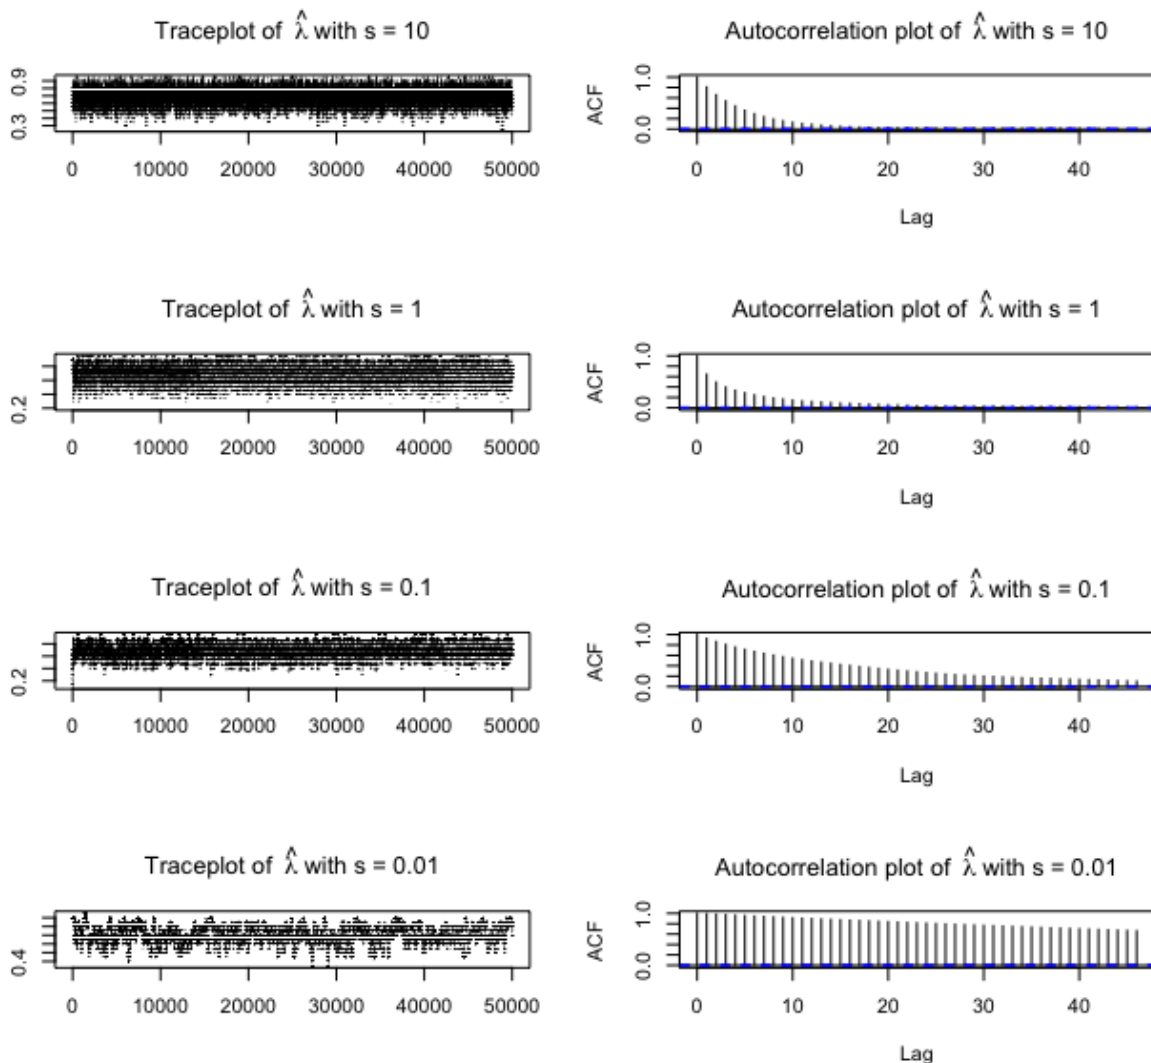 Traceplot of λ̂ with s = 10
0.9
0.3
0 10000 20000 30000 40000 50000
Autocorrelation plot of λ̂ with s = 10
ACF
1.0
0.0
0 10 20 30 40
Lag
Traceplot of λ̂ with s = 1
0.2
0 10000 20000 30000 40000 50000
Autocorrelation plot of λ̂ with s = 1
ACF
1.0
0.0
0 10 20 30 40
Lag
Traceplot of λ̂ with s = 0.1
0.2
0 10000 20000 30000 40000 50000
Autocorrelation plot of λ̂ with s = 0.1
ACF
1.0
0.0
0 10 20 30 40
Lag
Traceplot of λ̂ with s = 0.01
0.4
0 10000 20000 30000 40000 50000
Autocorrelation plot of λ̂ with s = 0.01
ACF
1.0
0.0
0 10 20 30 40
Lag